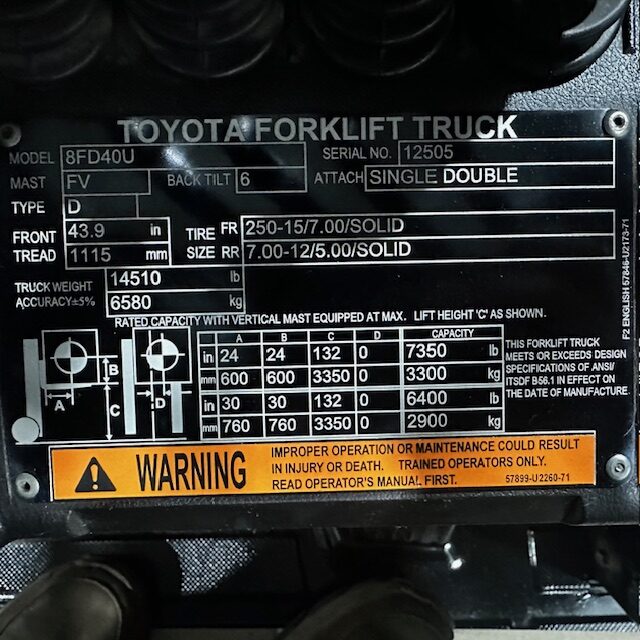 TOYOTA FORKLIFT TRUCK
MODEL 8FD40U SERIAL NO. 12505
MAST FV BACK TILT 6 ATTACH SINGLE DOUBLE
TYPE D
FRONT TREAD 43.9 in TIRE SIZE FR 250-15/7.00/SOLID
1115 mm RR 7.00-12/5.00/SOLID
TRUCK WEIGHT 14510 lb
ACCURACY±5% 6580 kg
RATED CAPACITY WITH VERTICAL MAST EQUIPPED AT MAX. LIFT HEIGHT 'C' AS SHOWN.
A B C D CAPACITY
in 24 24 132 0 7350 lb
mm 600 600 3350 0 3300 kg
in 30 30 132 0 6400 lb
mm 760 760 3350 0 2900 kg
A B C D
THIS FORKLIFT TRUCK
MEETS OR EXCEEDS DESIGN
SPECIFICATIONS OF ANSI/
ITSDF B56.1 IN EFFECT ON
THE DATE OF MANUFACTURE.
F2 ENGLISH 57846-U2173-71
WARNING
IMPROPER OPERATION OR MAINTENANCE COULD RESULT
IN INJURY OR DEATH. TRAINED OPERATORS ONLY.
READ OPERATOR'S MANUAL FIRST. 57899-U2260-71